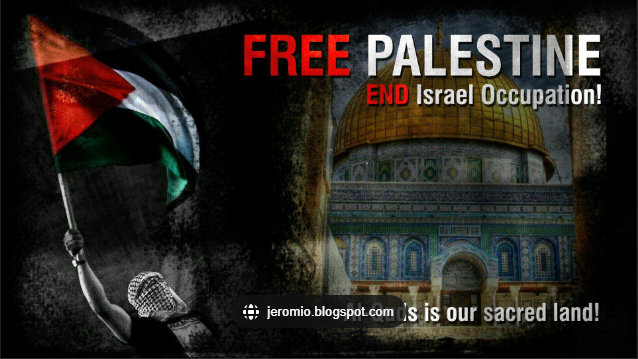 FREE PALESTINE
END Israel Occupation!
is our sacred land!
jeromio.blogspot.com